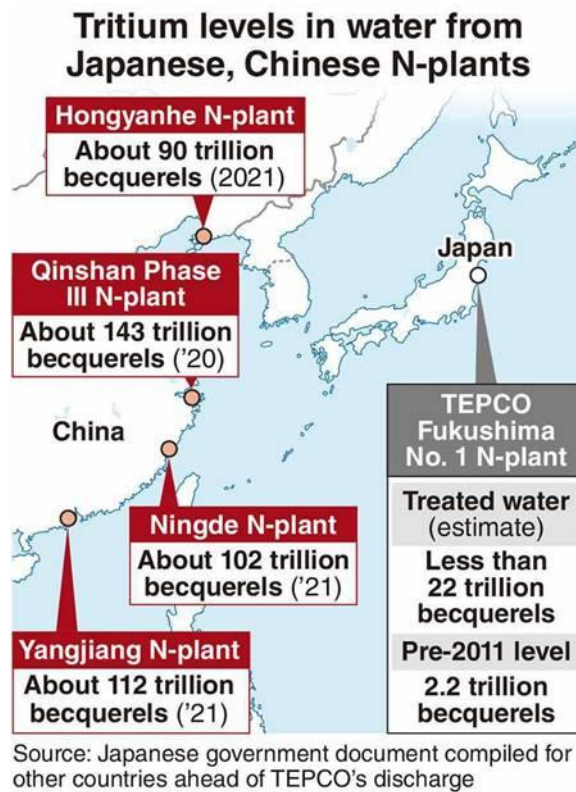 Tritium levels in water from
Japanese, Chinese N-plants
Hongyanhe N-plant
About 90 trillion
becquerels (2021)
Qinshan Phase
III N-plant
About 143 trillion
becquerels (’20)
China
Ningde N-plant
About 102 trillion
becquerels (’21)
Yangjiang N-plant
About 112 trillion
becquerels (’21)
Japan
TEPCO
Fukushima
No. 1 N-plant
Treated water
(estimate)
Less than
22 trillion
becquerels
Pre-2011 level
2.2 trillion
becquerels
Source: Japanese government document compiled for
other countries ahead of TEPCO’s discharge